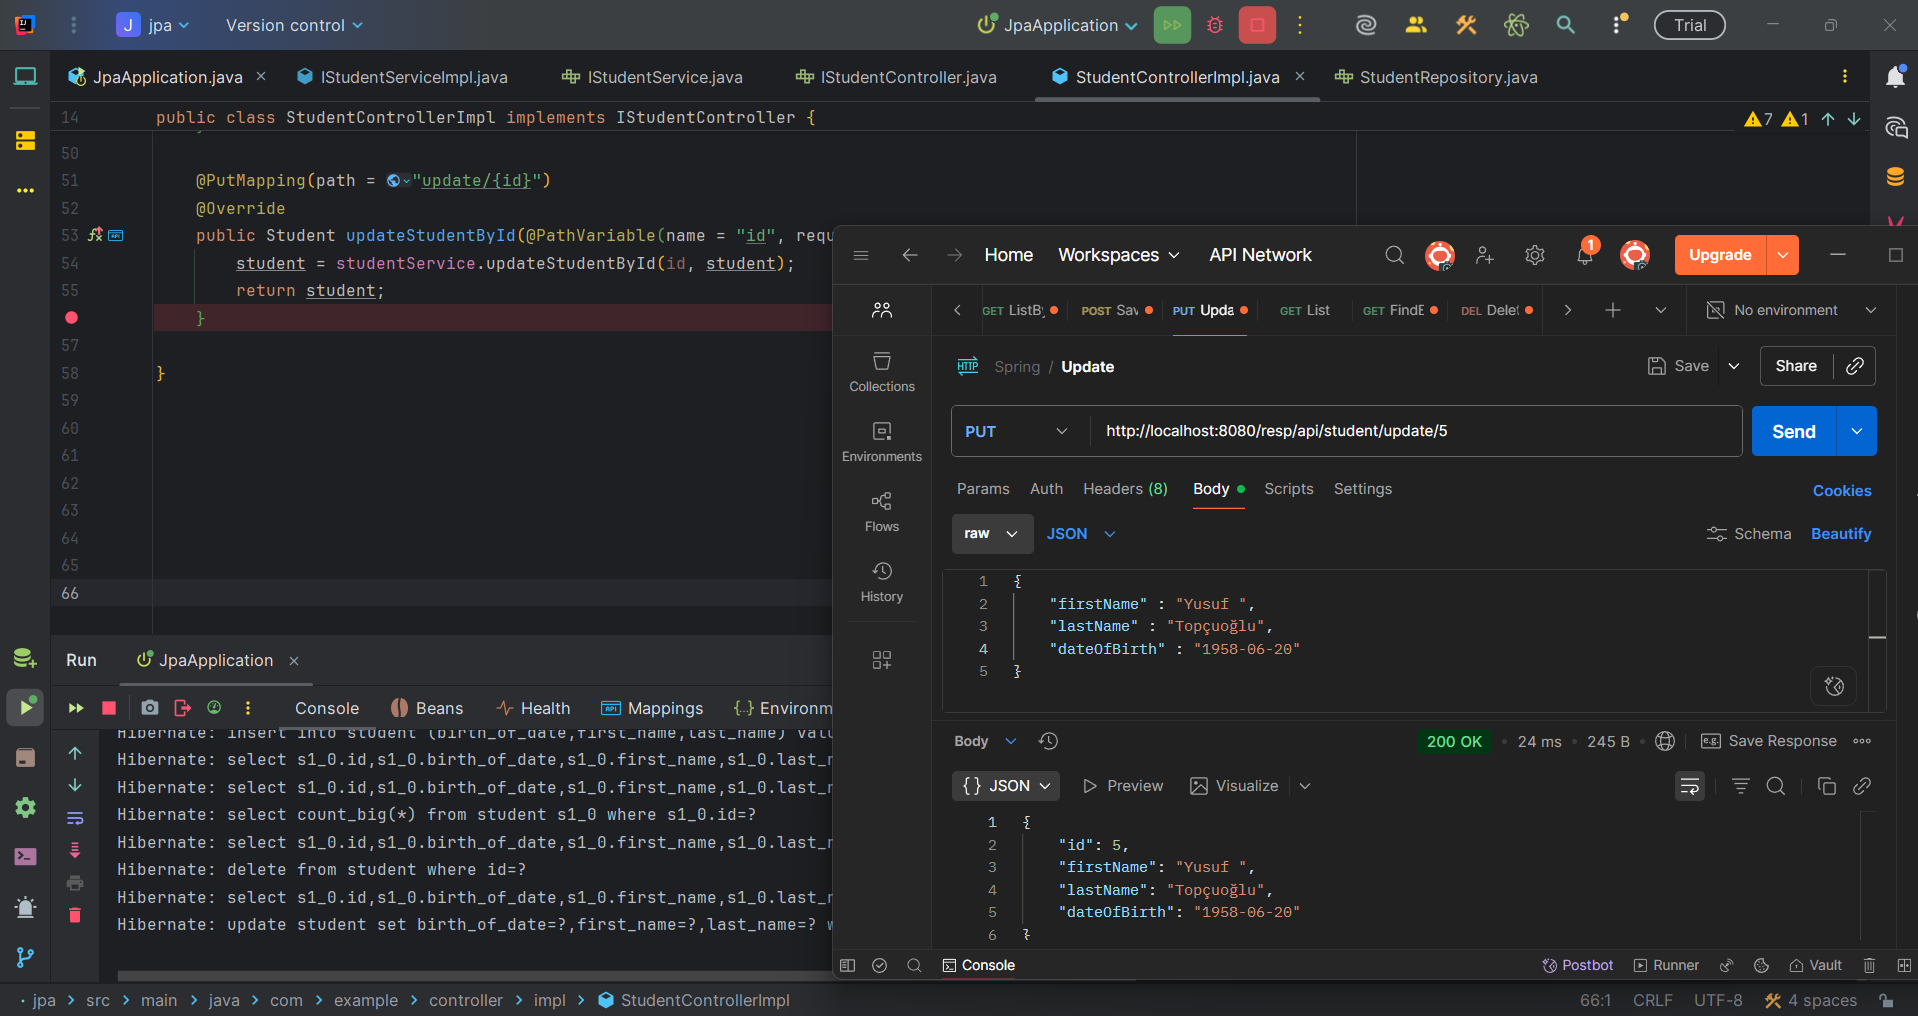 J jpa Version control JpaApplication Trial
JpaApplication.java IStudentServiceImpl.java IStudentService.java IStudentController.java StudentControllerImpl.java StudentRepository.java
14 public class StudentControllerImpl implements IStudentController { 7 1
50
51 @PutMapping(path = "update/{id}")
52 @Override
53 public Student updateStudentById(@PathVariable(name = "id", requ
54 student = studentService.updateStudentById(id, student);
55 return student;
}
57
58 }
59
60
61
62
63
64
65
66
Run JpaApplication
Console Beans Health Mappings Environm
Hibernate: insert into student (birth_of_date,first_name,last_name) valu
Hibernate: select s1_0.id,s1_0.birth_of_date,s1_0.first_name,s1_0.last_n
Hibernate: select s1_0.id,s1_0.birth_of_date,s1_0.first_name,s1_0.last_n
Hibernate: select count_big(*) from student s1_0 where s1_0.id=?
Hibernate: select s1_0.id,s1_0.birth_of_date,s1_0.first_name,s1_0.last_n
Hibernate: delete from student where id=?
Hibernate: select s1_0.id,s1_0.birth_of_date,s1_0.first_name,s1_0.last_n
Hibernate: update student set birth_of_date=?,first_name=?,last_name=? w
Home Workspaces API Network 1 Upgrade
GET ListBy POST Sav PUT Upda GET List GET FindB DEL Delet No environment
Collections
Environments
Flows
History
HTTP Spring / Update Save Share
PUT http://localhost:8080/resp/api/student/update/5 Send
Params Auth Headers (8) Body Scripts Settings Cookies
raw JSON Schema Beautify
1 {
2 "firstName" : "Yusuf ",
3 "lastName" : "Topçuoğlu",
4 "dateOfBirth" : "1958-06-20"
5 }
Body 200 OK 24 ms 245 B e.g. Save Response
{} JSON Preview Visualize
1 {
2 "id": 5,
3 "firstName": "Yusuf ",
4 "lastName": "Topçuoğlu",
5 "dateOfBirth": "1958-06-20"
6 }
Console Postbot Runner Vault
jpa src main java com example controller impl StudentControllerImpl 66:1 CRLF UTF-8 4 spaces